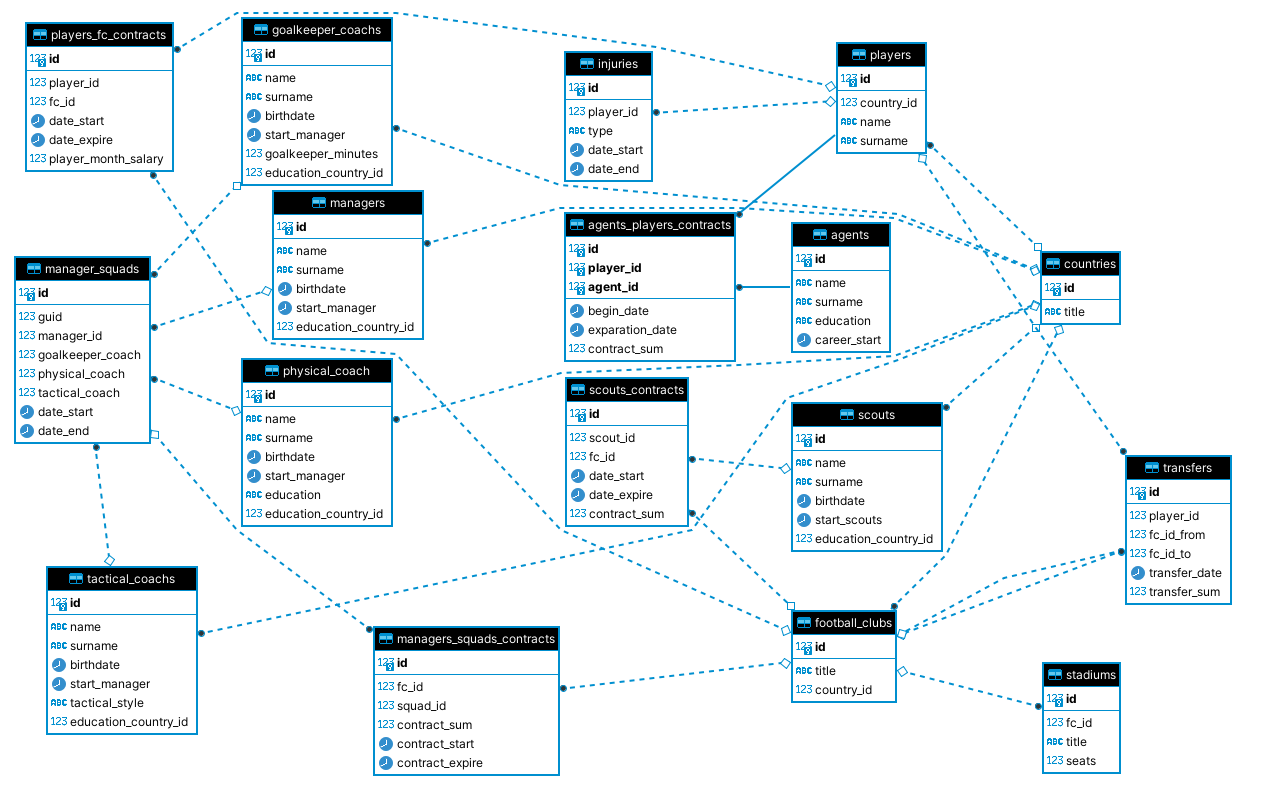 players_fc_contracts
123 id
123 player_id
123 fc_id
date_start
date_expire
123 player_month_salary
goalkeeper_coachs
123 id
ABC name
ABC surname
birthdate
start_manager
123 goalkeeper_minutes
123 education_country_id
injuries
123 id
123 player_id
ABC type
date_start
date_end
players
123 id
123 country_id
ABC name
ABC surname
managers
123 id
ABC name
ABC surname
birthdate
start_manager
123 education_country_id
agents_players_contracts
123 id
123 player_id
123 agent_id
begin_date
exparation_date
123 contract_sum
agents
123 id
ABC name
ABC surname
ABC education
career_start
countries
123 id
ABC title
manager_squads
123 id
123 guid
123 manager_id
123 goalkeeper_coach
123 physical_coach
123 tactical_coach
date_start
date_end
physical_coach
123 id
ABC name
ABC surname
birthdate
start_manager
ABC education
123 education_country_id
scouts_contracts
123 id
123 scout_id
123 fc_id
date_start
date_expire
123 contract_sum
scouts
123 id
ABC name
ABC surname
birthdate
start_scouts
123 education_country_id
transfers
123 id
123 player_id
123 fc_id_from
123 fc_id_to
transfer_date
123 transfer_sum
tactical_coachs
123 id
ABC name
ABC surname
birthdate
start_manager
ABC tactical_style
123 education_country_id
managers_squads_contracts
123 id
123 fc_id
123 squad_id
123 contract_sum
contract_start
contract_expire
football_clubs
123 id
ABC title
123 country_id
stadiums
123 id
123 fc_id
ABC title
123 seats